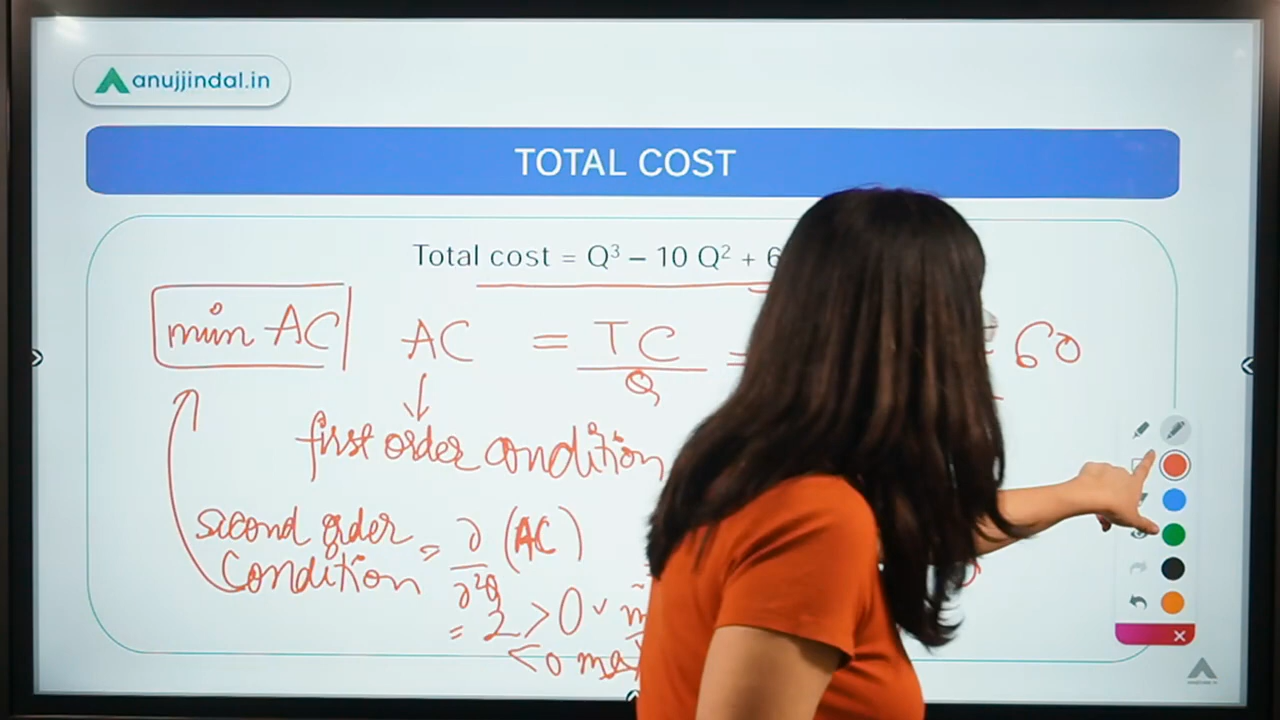 anujjindal.in
TOTAL COST
Total cost = Q³ – 10 Q² + 6
min AC AC = TC/Q = 60
first order condition
second order condition = ∂/∂²Q (AC)
= 2 > 0 ✓
< 0 max